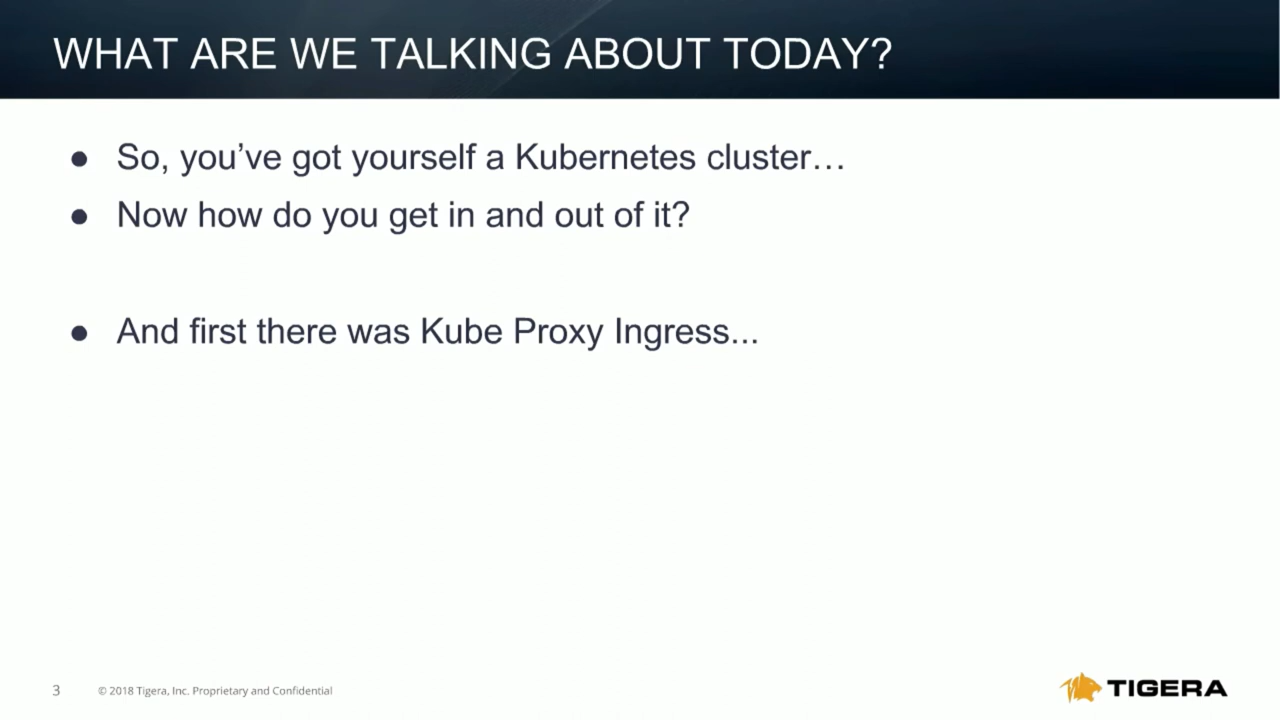 WHAT ARE WE TALKING ABOUT TODAY?
● So, you’ve got yourself a Kubernetes cluster…
● Now how do you get in and out of it?
● And first there was Kube Proxy Ingress...
3 © 2018 Tigera, Inc. Proprietary and Confidential
TIGERA